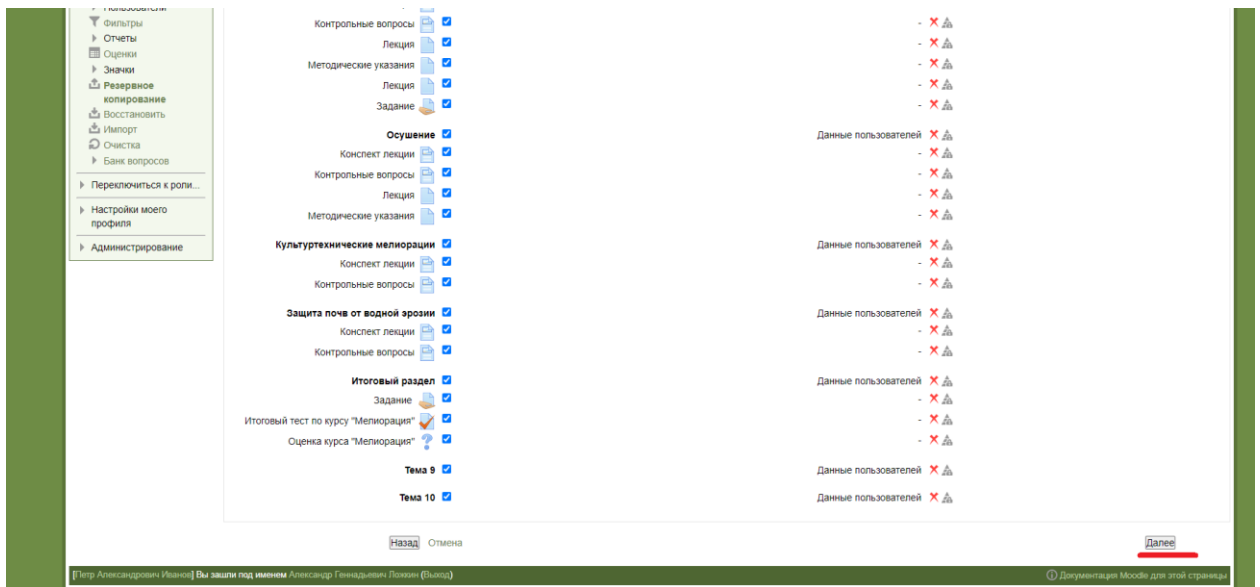 Пользователи
Фильтры
Отчеты
Оценки
Значки
Резервное
копирование
Восстановить
Импорт
Очистка
Банк вопросов
Переключиться к роли...
Настройки моего
профиля
Администрирование
Контрольные вопросы -
Лекция -
Методические указания -
Лекция -
Задание -
Осушение Данные пользователей
Конспект лекции -
Контрольные вопросы -
Лекция -
Методические указания -
Культуртехнические мелиорации Данные пользователей
Конспект лекции -
Контрольные вопросы -
Защита почв от водной эрозии Данные пользователей
Конспект лекции -
Контрольные вопросы -
Итоговый раздел Данные пользователей
Задание -
Итоговый тест по курсу "Мелиорация" -
Оценка курса "Мелиорация" -
Тема 9 Данные пользователей
Тема 10 Данные пользователей
Назад Отмена Далее
[Петр Александрович Иванов] Вы зашли под именем Александр Геннадьевич Ложкин (Выход) Документация Moodle для этой страницы